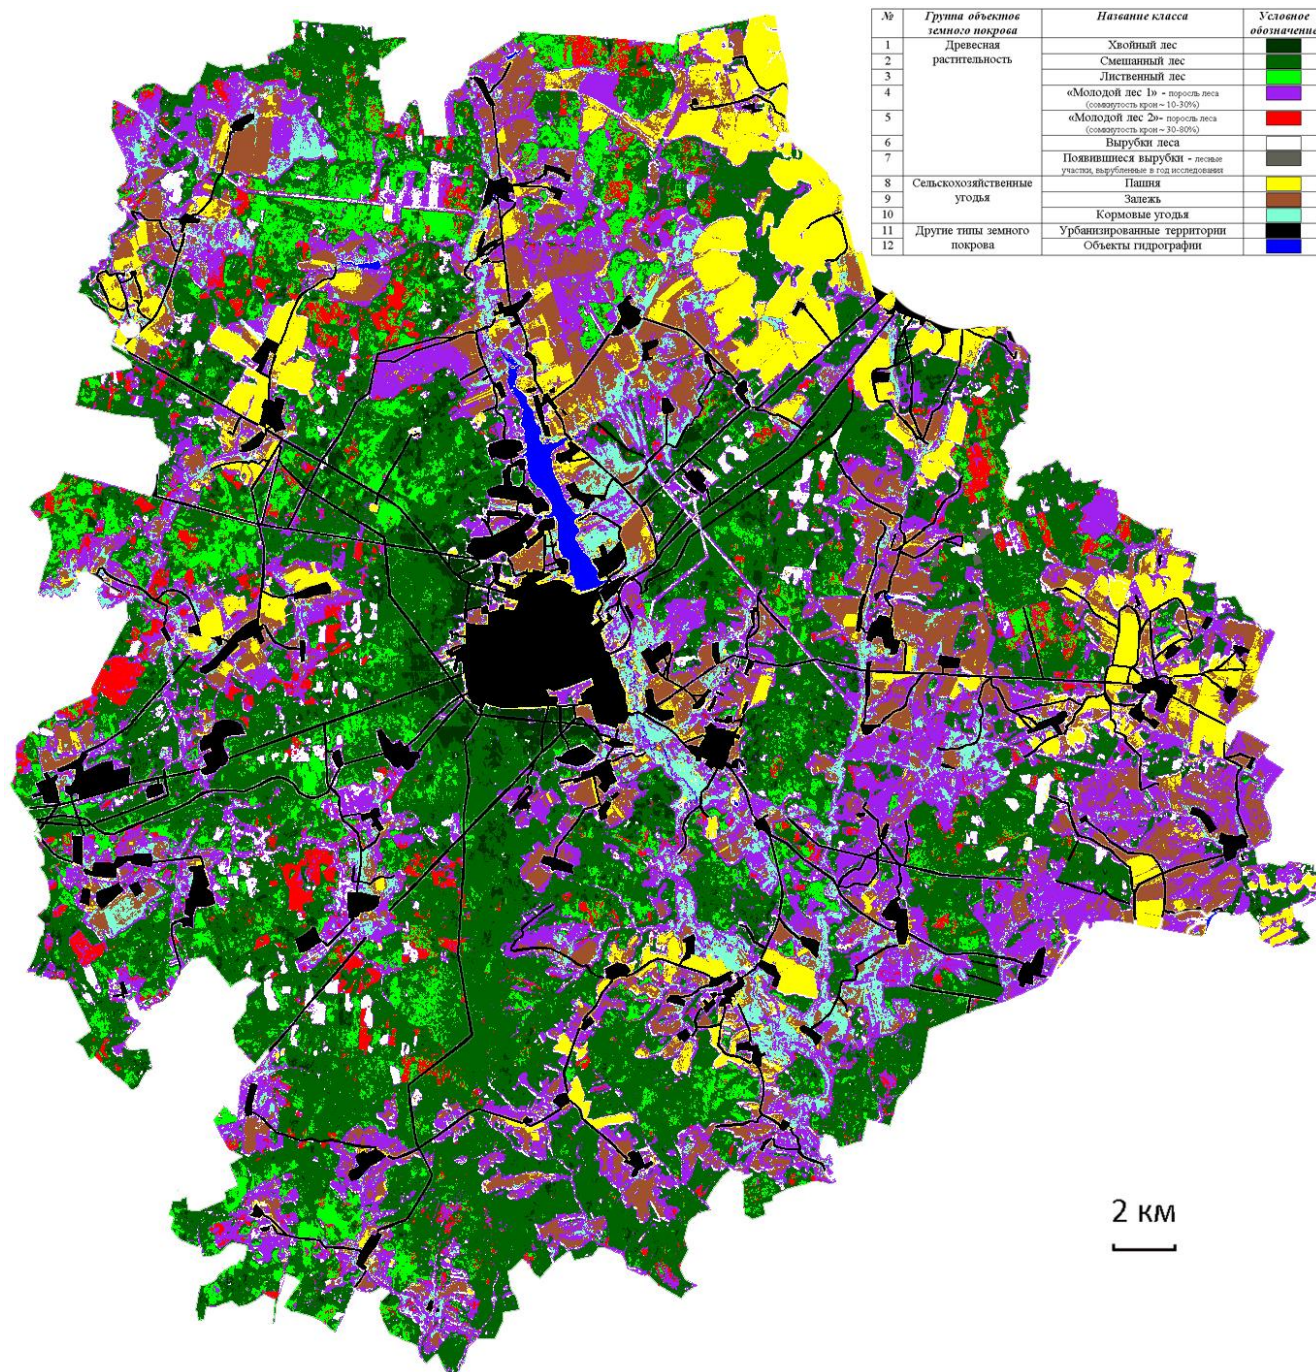 № Група объектов Название класса Условное
земного покрова обозначение
1 Древесная Хвойный лес
2 растительность Смешанный лес
3 Лиственный лес
4 «Молодой лес 1» - поросль леса
(сомкнутость крон ~ 10-30%)
5 «Молодой лес 2»- поросль леса
(сомкнутость крон ~ 30-80%)
6 Вырубки леса
7 Появившиеся вырубки - лесные
участки, вырубленные в год исследования
8 Сельскохозяйственные Пашня
9 угодья Залежь
10 Кормовые угодья
11 Другие типы земного Урбанизированные территории
12 покрова Объекты гидрографии
2 км